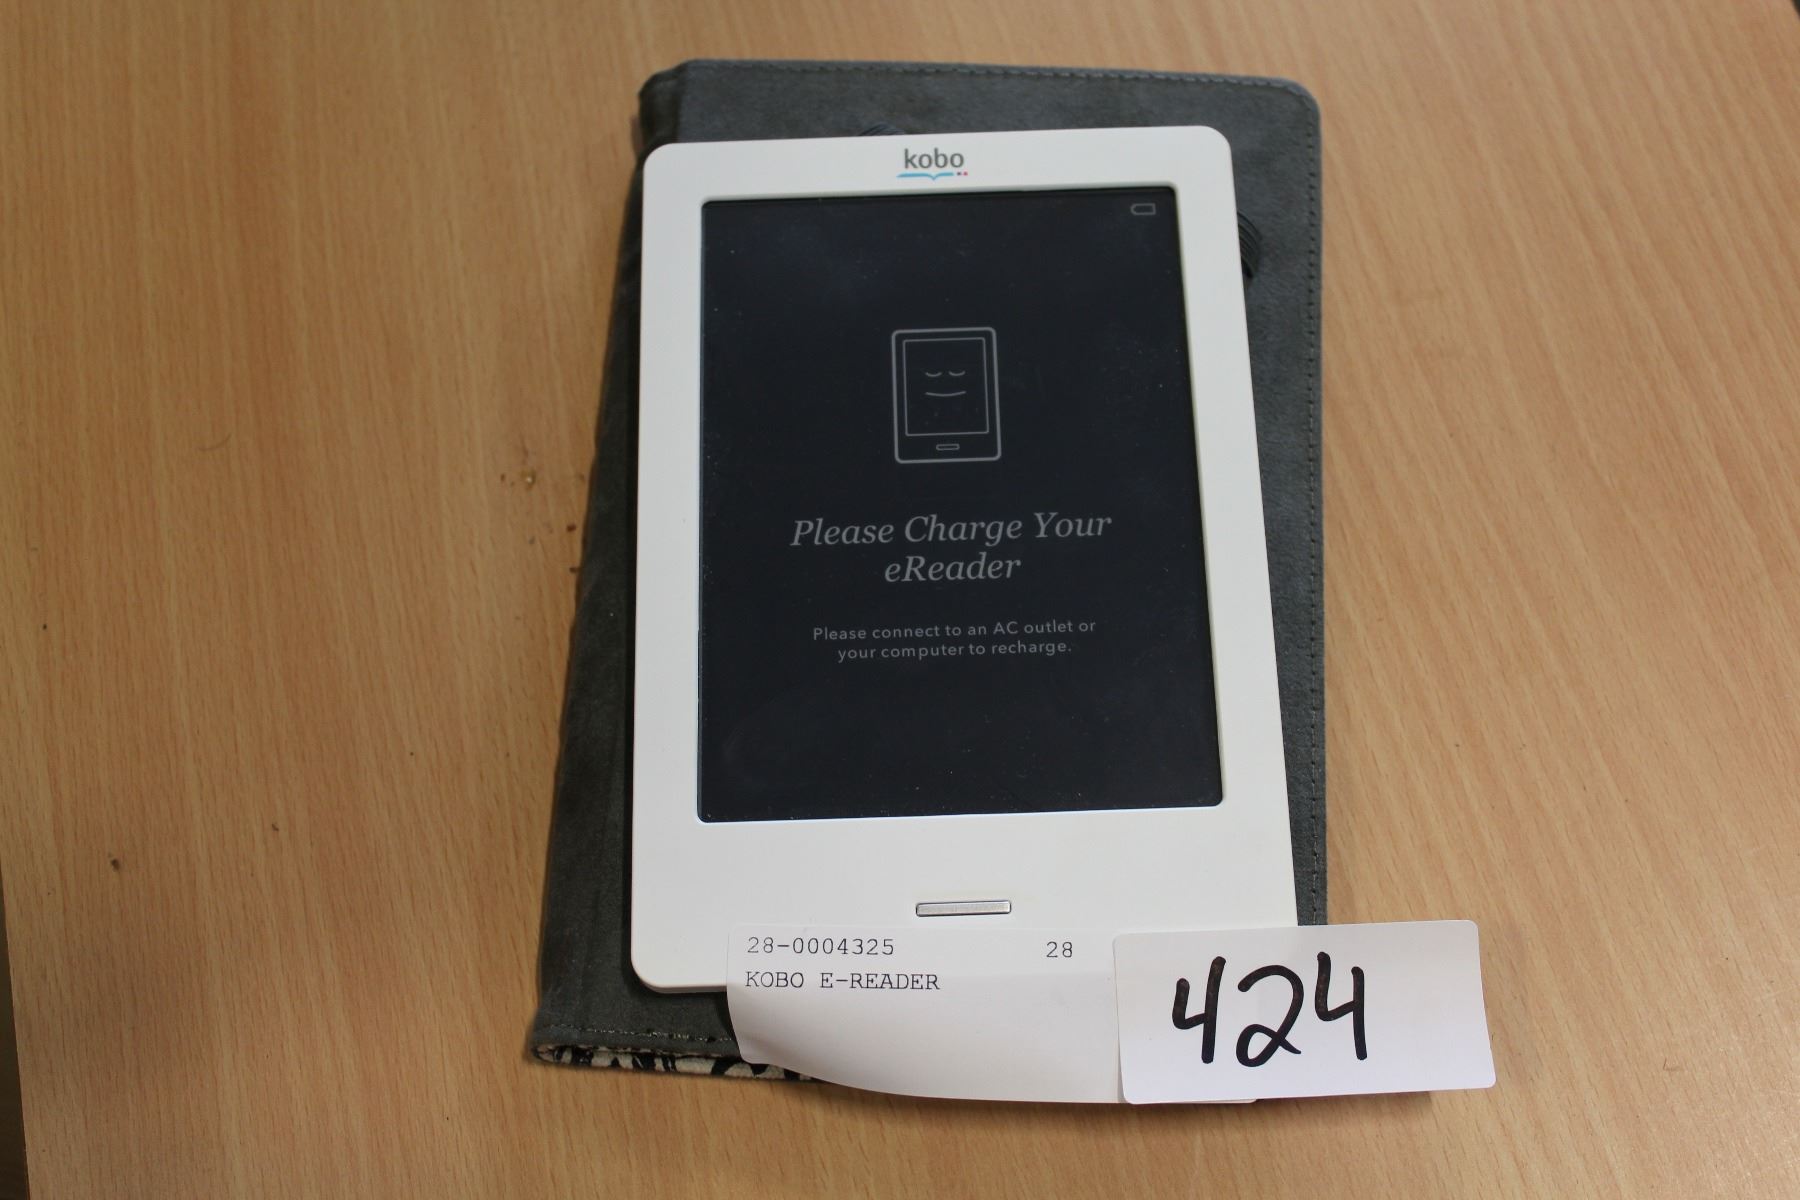 kobo
Please Charge Your
eReader
Please connect to an AC outlet or
your computer to recharge.
28-0004325 28
KOBO E-READER
424